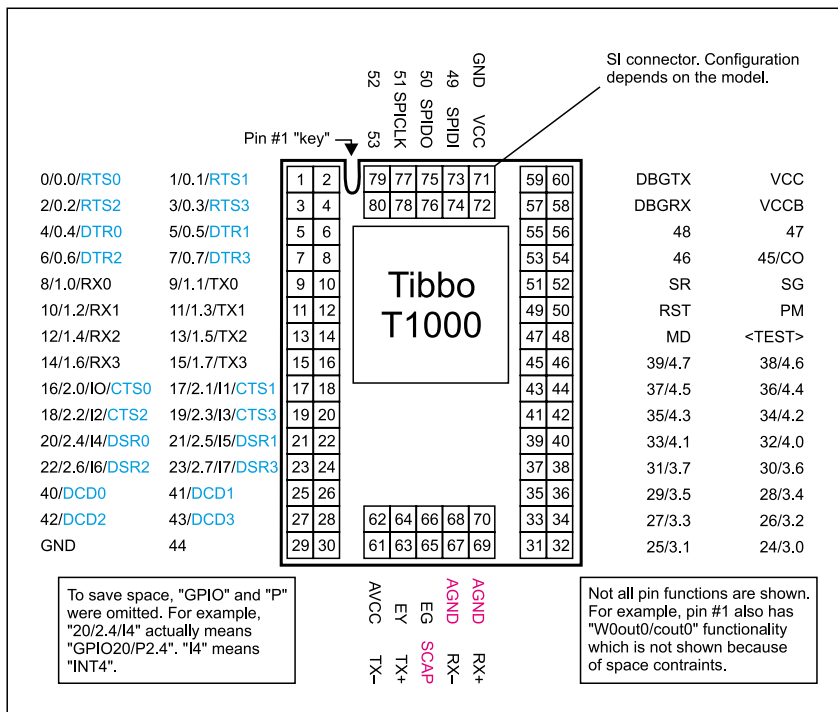 SI connector. Configuration
depends on the model.
52 51 50 49 GND
53 SPICLK SPIDO SPIDI VCC
Pin #1 "key"
0/0.0/RTS0 1/0.1/RTS1 1 2 79 77 75 73 71 59 60 DBGTX VCC
2/0.2/RTS2 3/0.3/RTS3 3 4 80 78 76 74 72 57 58 DBGRX VCCB
4/0.4/DTR0 5/0.5/DTR1 5 6 55 56 48 47
6/0.6/DTR2 7/0.7/DTR3 7 8 53 54 46 45/CO
8/1.0/RX0 9/1.1/TX0 9 10 Tibbo 51 52 SR SG
10/1.2/RX1 11/1.3/TX1 11 12 T1000 49 50 RST PM
12/1.4/RX2 13/1.5/TX2 13 14 47 48 MD <TEST>
14/1.6/RX3 15/1.7/TX3 15 16 45 46 39/4.7 38/4.6
16/2.0/IO/CTS0 17/2.1/I1/CTS1 17 18 43 44 37/4.5 36/4.4
18/2.2/I2/CTS2 19/2.3/I3/CTS3 19 20 41 42 35/4.3 34/4.2
20/2.4/I4/DSR0 21/2.5/I5/DSR1 21 22 39 40 33/4.1 32/4.0
22/2.6/I6/DSR2 23/2.7/I7/DSR3 23 24 37 38 31/3.7 30/3.6
40/DCD0 41/DCD1 25 26 35 36 29/3.5 28/3.4
42/DCD2 43/DCD3 27 28 62 64 66 68 70 33 34 27/3.3 26/3.2
GND 44 29 30 61 63 65 67 69 31 32 25/3.1 24/3.0
AVCC EY EG AGND AGND
TX– TX+ SCAP RX– RX+
To save space, "GPIO" and "P"
were omitted. For example,
"20/2.4/I4" actually means
"GPIO20/P2.4". "I4" means
"INT4".
Not all pin functions are shown.
For example, pin #1 also has
"W0out0/cout0" functionality
which is not shown because
of space contraints.